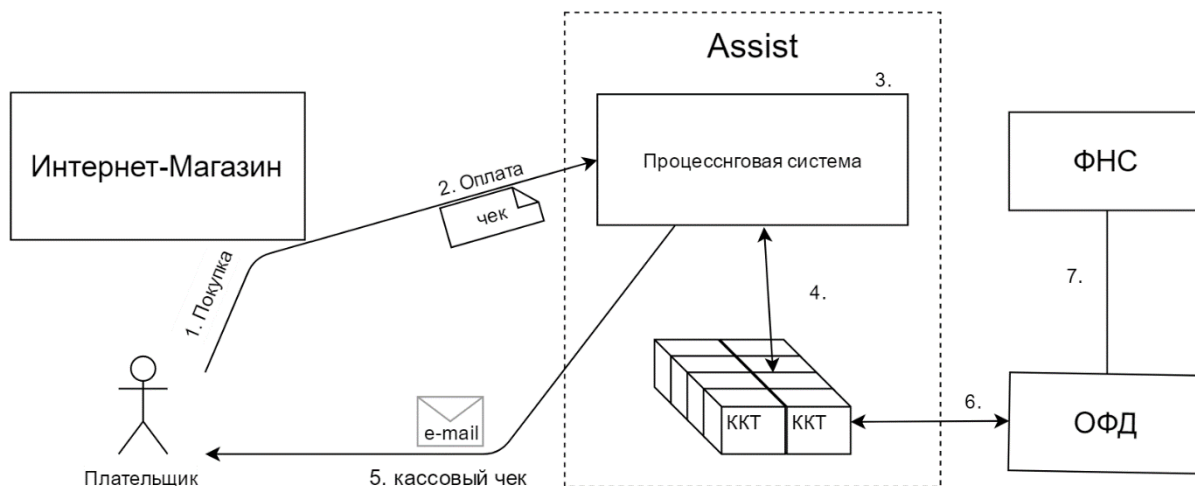 Assist
3.
Интернет-Магазин
Процесснговая система
ФНС
2. Оплата
чек
1. Покупка
4.
7.
ККТ
ККТ
6.
ОФД
e-mail
Плательщик
5. кассовый чек